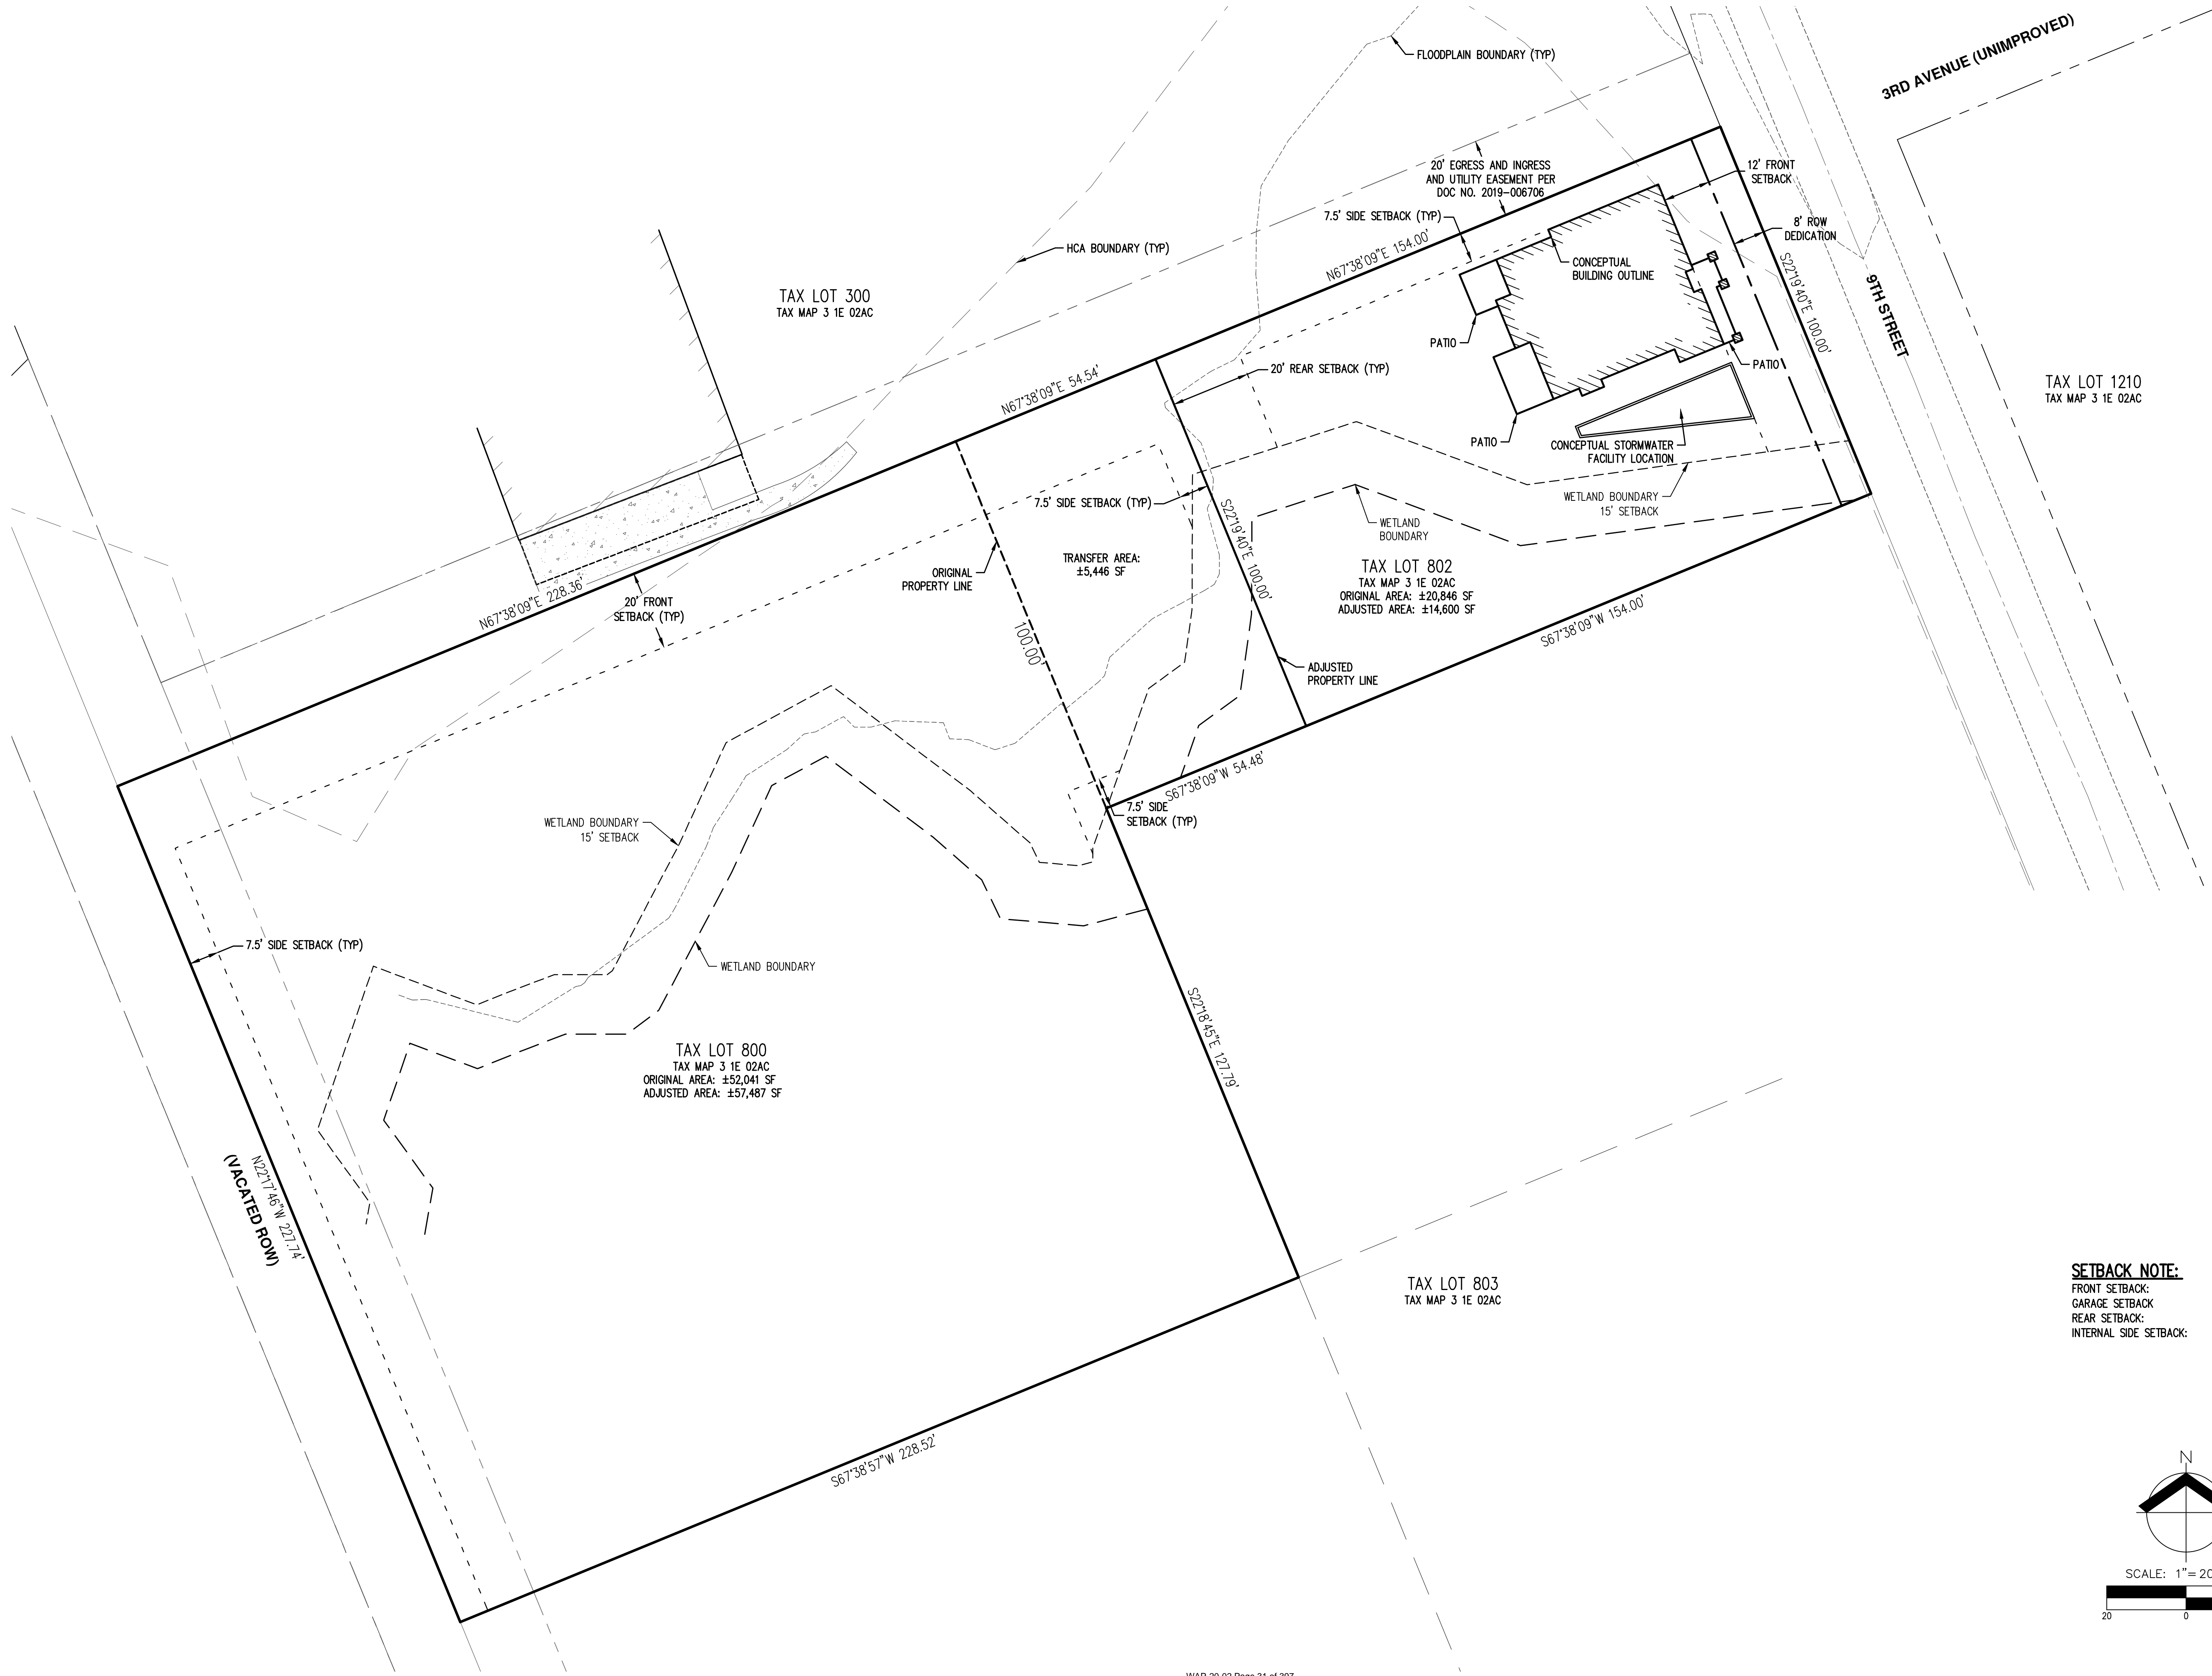 FLOODPLAIN BOUNDARY (TYP)
3RD AVENUE (UNIMPROVED)
20' EGRESS AND INGRESS
AND UTILITY EASEMENT PER
DOC NO. 2019-006706
12' FRONT
SETBACK
7.5' SIDE SETBACK (TYP)
8' ROW
DEDICATION
HCA BOUNDARY (TYP)
N67°38'09"E 154.00'
CONCEPTUAL
BUILDING OUTLINE
S22°19'40"E 100.00'
9TH STREET
TAX LOT 300
TAX MAP 3 1E 02AC
PATIO
PATIO
20' REAR SETBACK (TYP)
N67°38'09"E 54.54'
TAX LOT 1210
TAX MAP 3 1E 02AC
PATIO
CONCEPTUAL STORMWATER
FACILITY LOCATION
7.5' SIDE SETBACK (TYP)
WETLAND BOUNDARY
15' SETBACK
S22°19'40"E 100.00'
WETLAND
BOUNDARY
TRANSFER AREA:
±5,446 SF
ORIGINAL
PROPERTY LINE
TAX LOT 802
TAX MAP 3 1E 02AC
ORIGINAL AREA: ±20,846 SF
ADJUSTED AREA: ±14,600 SF
N67°38'09"E 228.36'
20' FRONT
SETBACK (TYP)
100.00'
S67°38'09"W 154.00'
ADJUSTED
PROPERTY LINE
S67°38'09"W 54.48'
7.5' SIDE
SETBACK (TYP)
WETLAND BOUNDARY
15' SETBACK
7.5' SIDE SETBACK (TYP)
WETLAND BOUNDARY
S22°18'45"E 127.79'
TAX LOT 800
TAX MAP 3 1E 02AC
ORIGINAL AREA: ±52,041 SF
ADJUSTED AREA: ±57,487 SF
N22°17'46"W 227.74'
(VACATED ROW)
TAX LOT 803
TAX MAP 3 1E 02AC
SETBACK NOTE:
FRONT SETBACK:
GARAGE SETBACK
REAR SETBACK:
INTERNAL SIDE SETBACK:
S67°38'57"W 228.52'
N
SCALE: 1"= 20
20 0